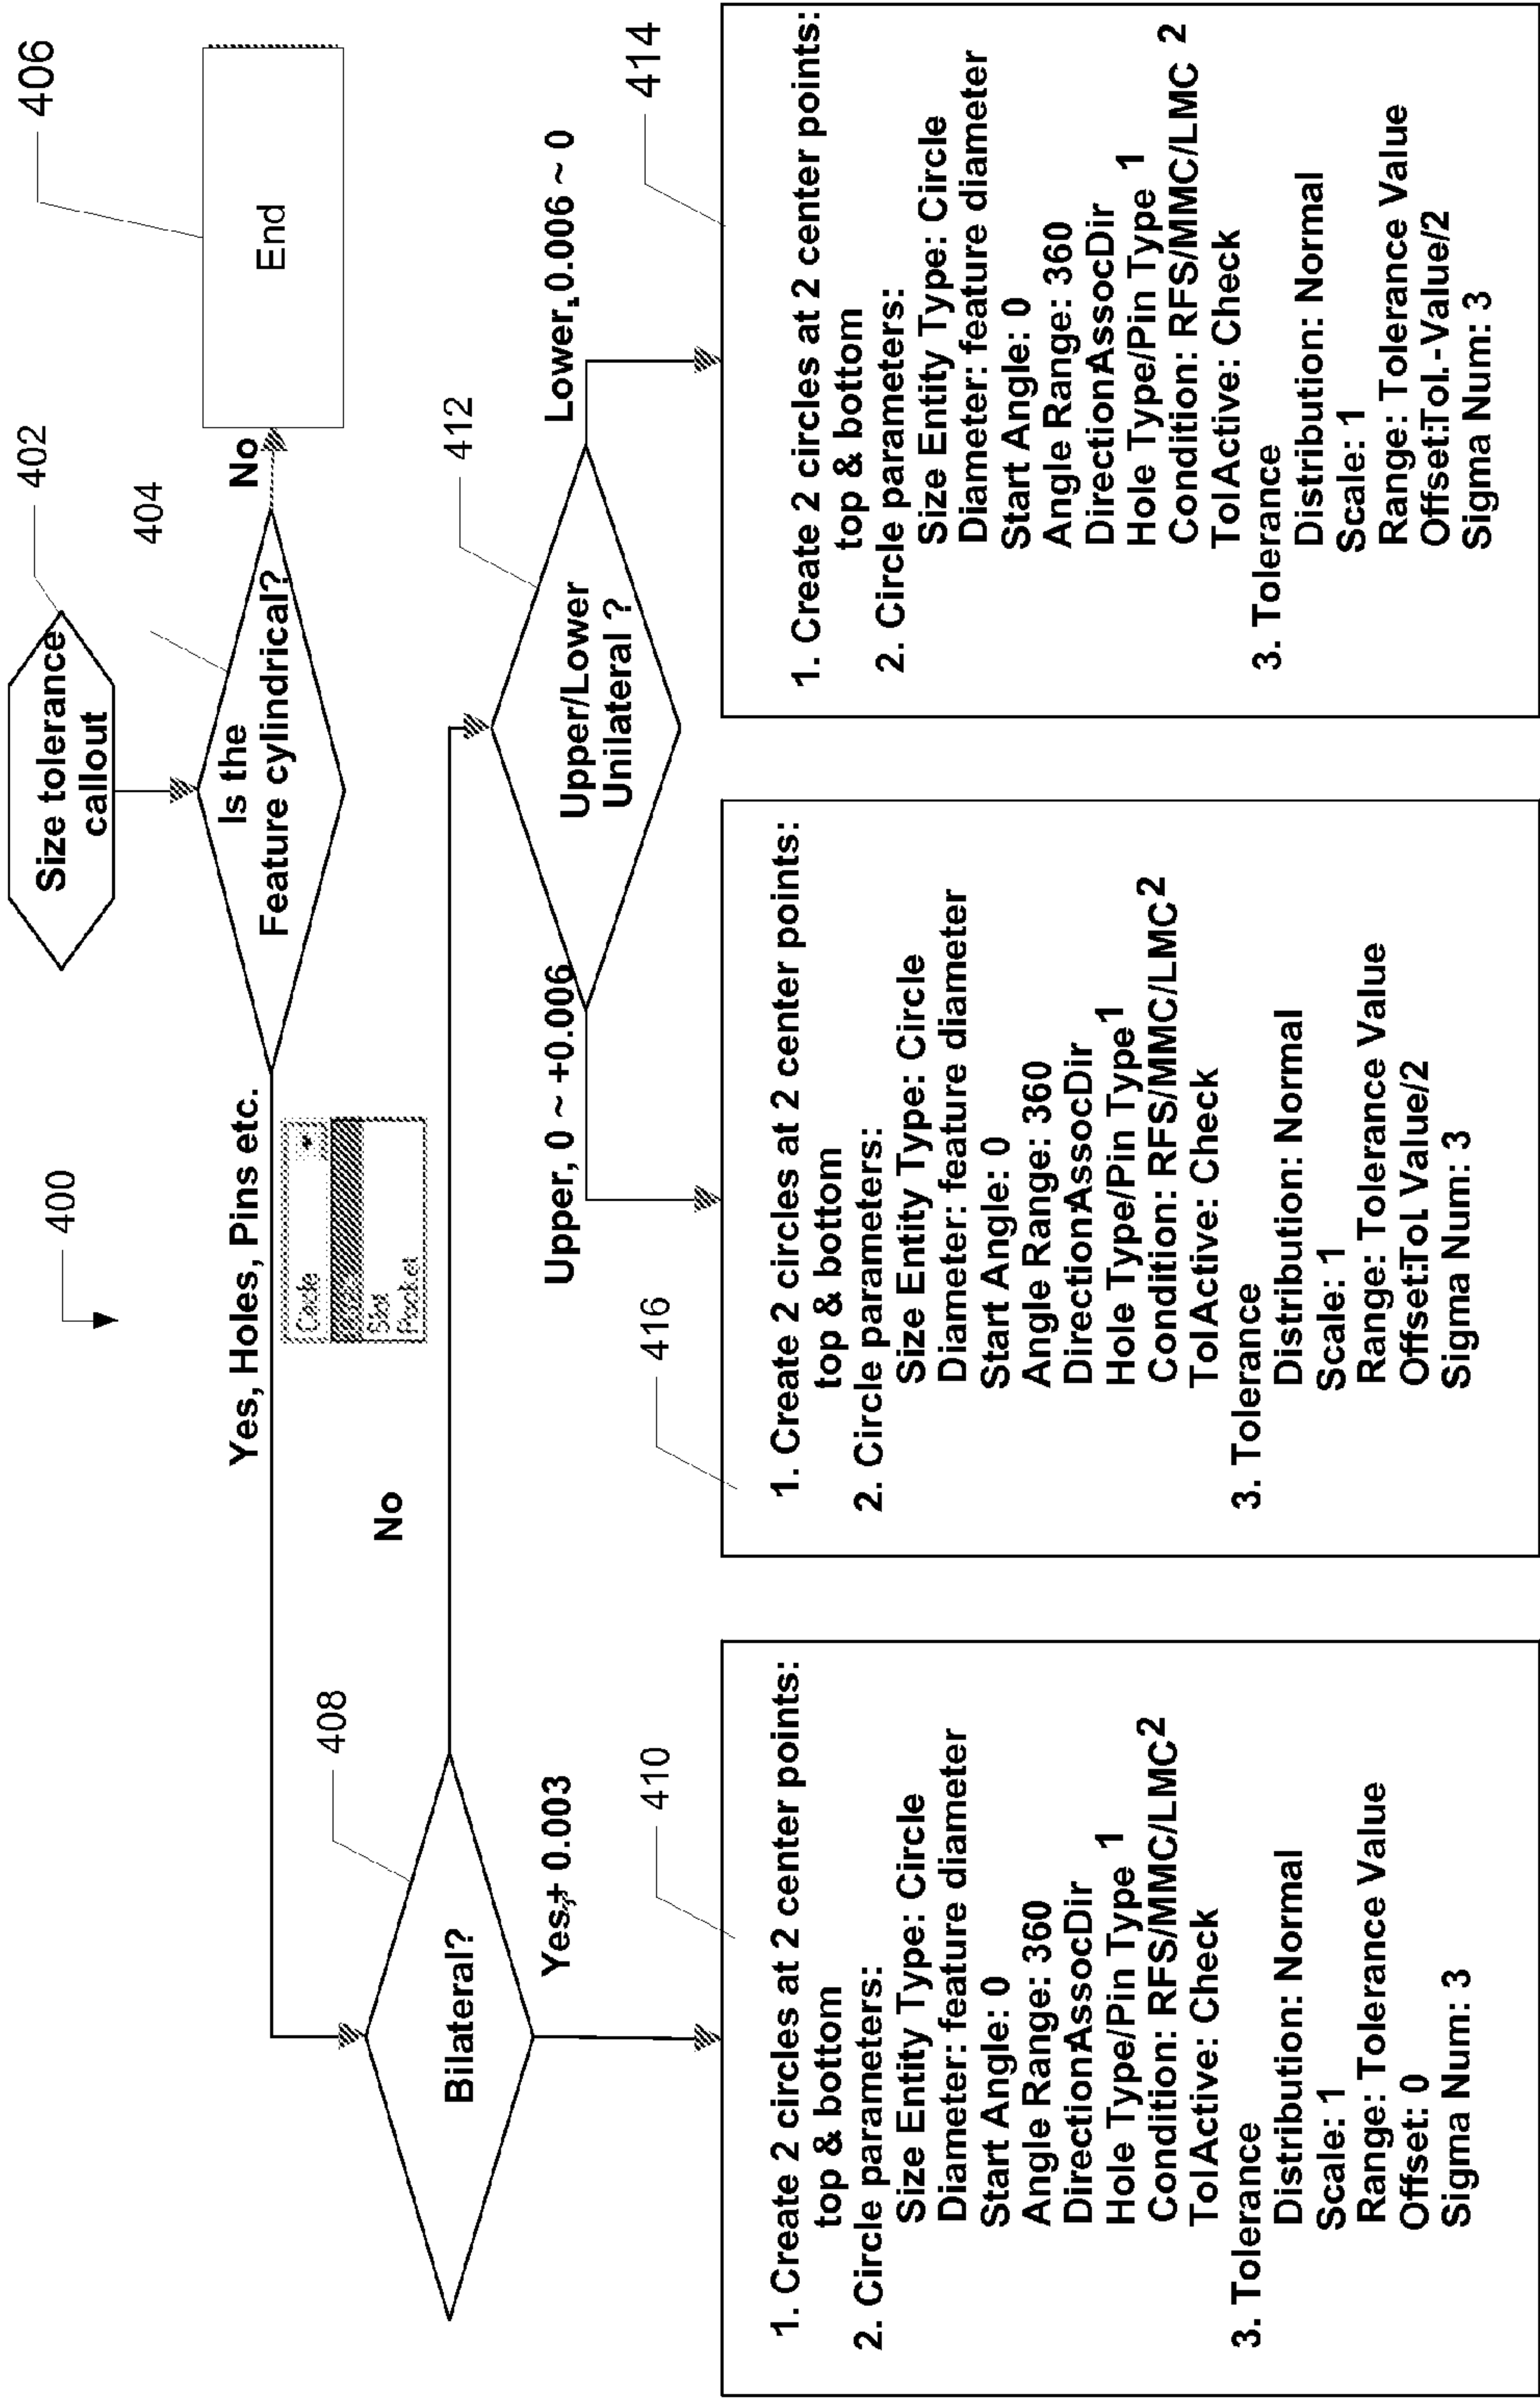 400
402
Size tolerance
callout
404
Is the
Feature cylindrical?
No
406
End
Yes, Holes, Pins etc.
Slot
Pocket
408
Bilateral?
No
Yes,+ 0.003
412
Upper/Lower
Unilateral ?
Upper, 0 ~ +0.006
Lower,0.006 ~ 0
410
1. Create 2 circles at 2 center points:
top & bottom
2. Circle parameters:
Size Entity Type: Circle
Diameter: feature diameter
Start Angle: 0
Angle Range: 360
DirectionAssocDir
Hole Type/Pin Type 1
Condition: RFS/MMC/LMC2
TolActive: Check
3. Tolerance
Distribution: Normal
Scale: 1
Range: Tolerance Value
Offset: 0
Sigma Num: 3
416
1. Create 2 circles at 2 center points:
top & bottom
2. Circle parameters:
Size Entity Type: Circle
Diameter: feature diameter
Start Angle: 0
Angle Range: 360
DirectionAssocDir
Hole Type/Pin Type1
Condition: RFS/MMC/LMC2
TolActive: Check
3. Tolerance
Distribution: Normal
Scale: 1
Range: Tolerance Value
Offset:Tol. Value/2
Sigma Num: 3
414
1. Create 2 circles at 2 center points:
top & bottom
2. Circle parameters:
Size Entity Type: Circle
Diameter: feature diameter
Start Angle: 0
Angle Range: 360
DirectionAssocDir
Hole Type/Pin Type 1
Condition: RFS/MMC/LMC 2
TolActive: Check
3. Tolerance
Distribution: Normal
Scale: 1
Range: Tolerance Value
Offset:Tol.-Value/2
Sigma Num: 3